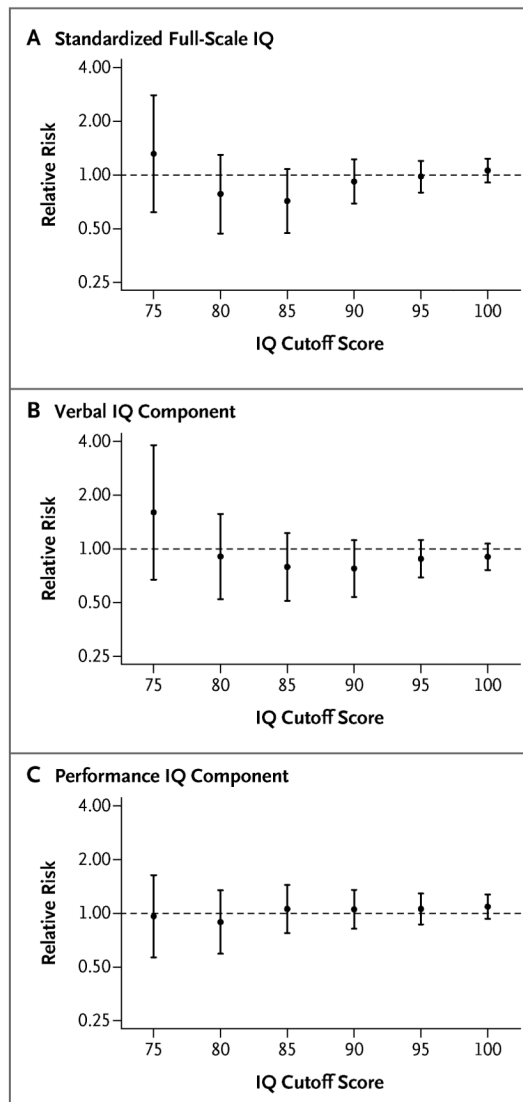 A Standardized Full-Scale IQ
4.00
2.00
1.00
0.50
0.25
Relative Risk
75 80 85 90 95 100
IQ Cutoff Score
B Verbal IQ Component
4.00
2.00
1.00
0.50
0.25
Relative Risk
75 80 85 90 95 100
IQ Cutoff Score
C Performance IQ Component
4.00
2.00
1.00
0.50
0.25
Relative Risk
75 80 85 90 95 100
IQ Cutoff Score